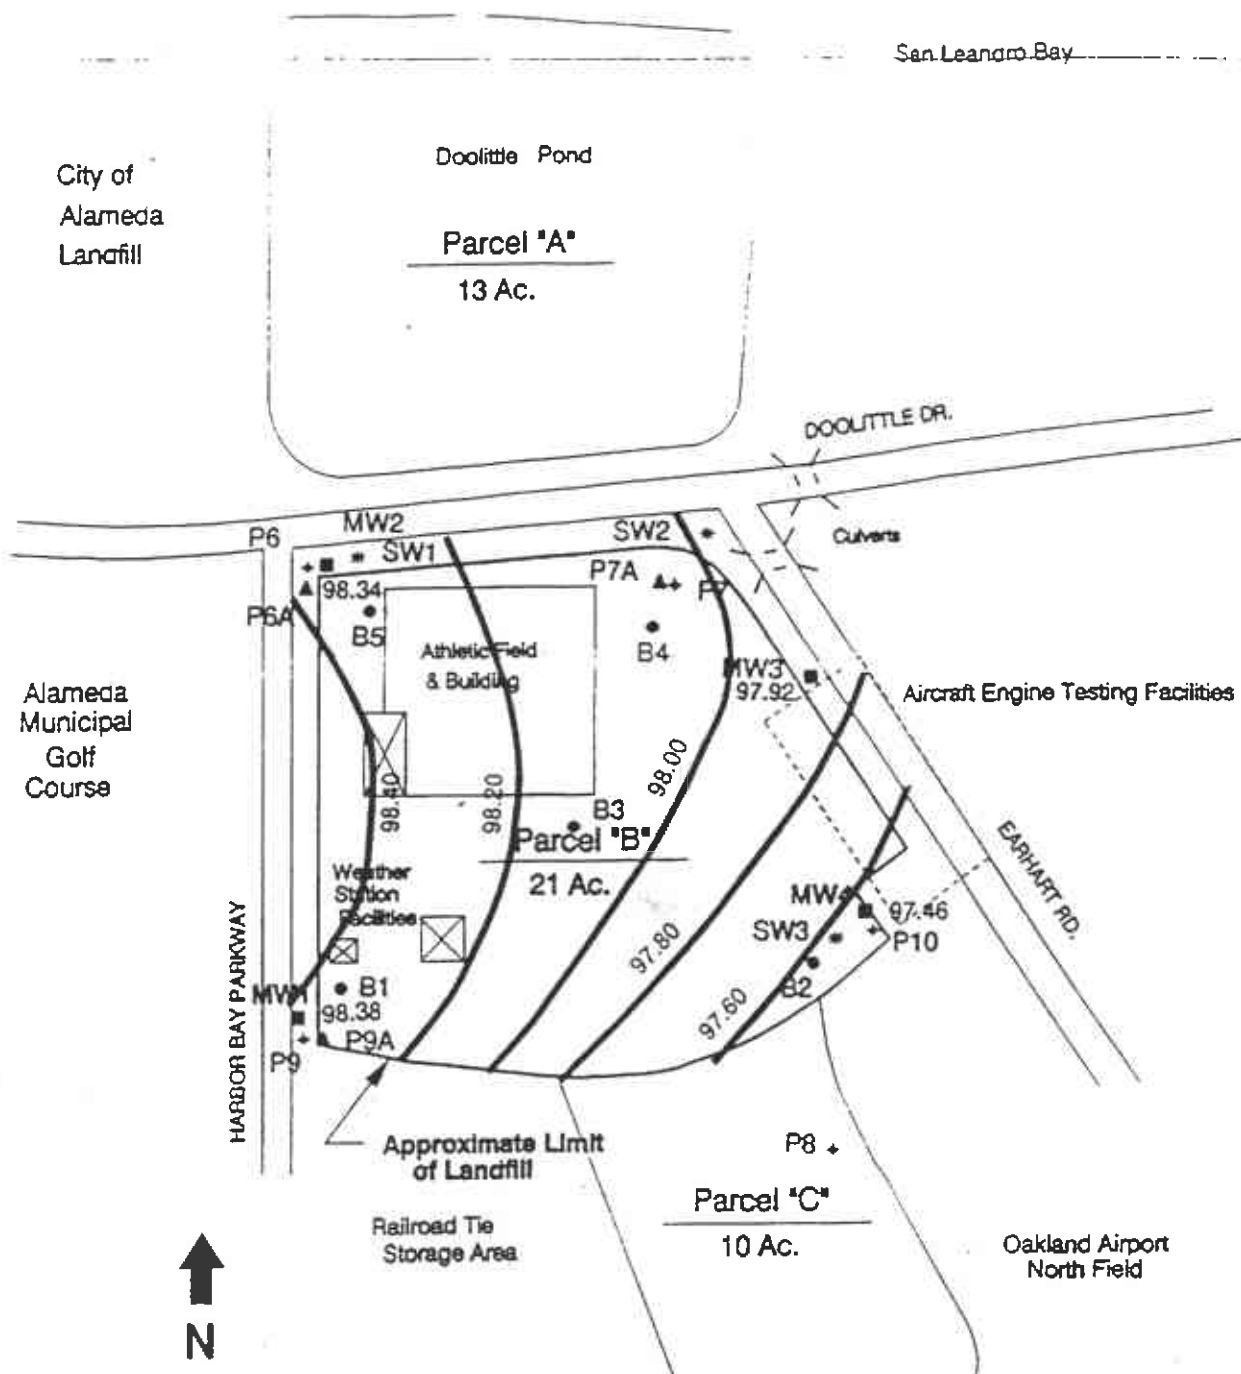 San Leandro Bay
Doolittle Pond
City of
Alameda
Landfill
Parcel "A"
13 Ac.
DOOLITTLE DR.
Culverts
P6
MW2
SW1
SW2
P7A
P7
98.34
P6A
B5
B4
Athletic Field
& Building
MW3
97.92
Aircraft Engine Testing Facilities
Alameda
Municipal
Golf
Course
98.40
98.20
98.00
B3
Parcel "B"
21 Ac.
Weather
Station
Facilities
EARHART RD.
MW4
97.46
SW3
P10
97.80
B2
97.60
HARBOR BAY PARKWAY
MW1
B1
98.38
P9
P9A
Approximate Limit
of Landfill
P8
Parcel "C"
10 Ac.
Railroad Tie
Storage Area
Oakland Airport
North Field
N